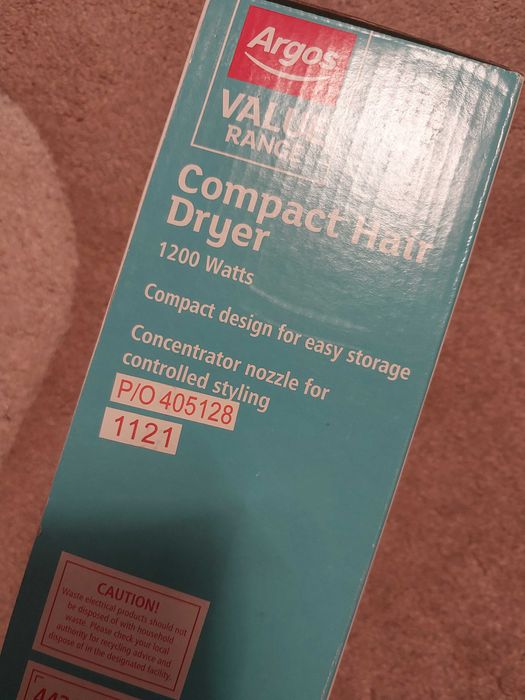 Argos
VALUE
RANGE
Compact Hair
Dryer
1200 Watts
Compact design for easy storage
Concentrator nozzle for
controlled styling
P/O 405128
1121
CAUTION!
Waste electrical products should not
be disposed of with household
waste. Please check your local
authority for recycling advice and
dispose of in the designated facility.